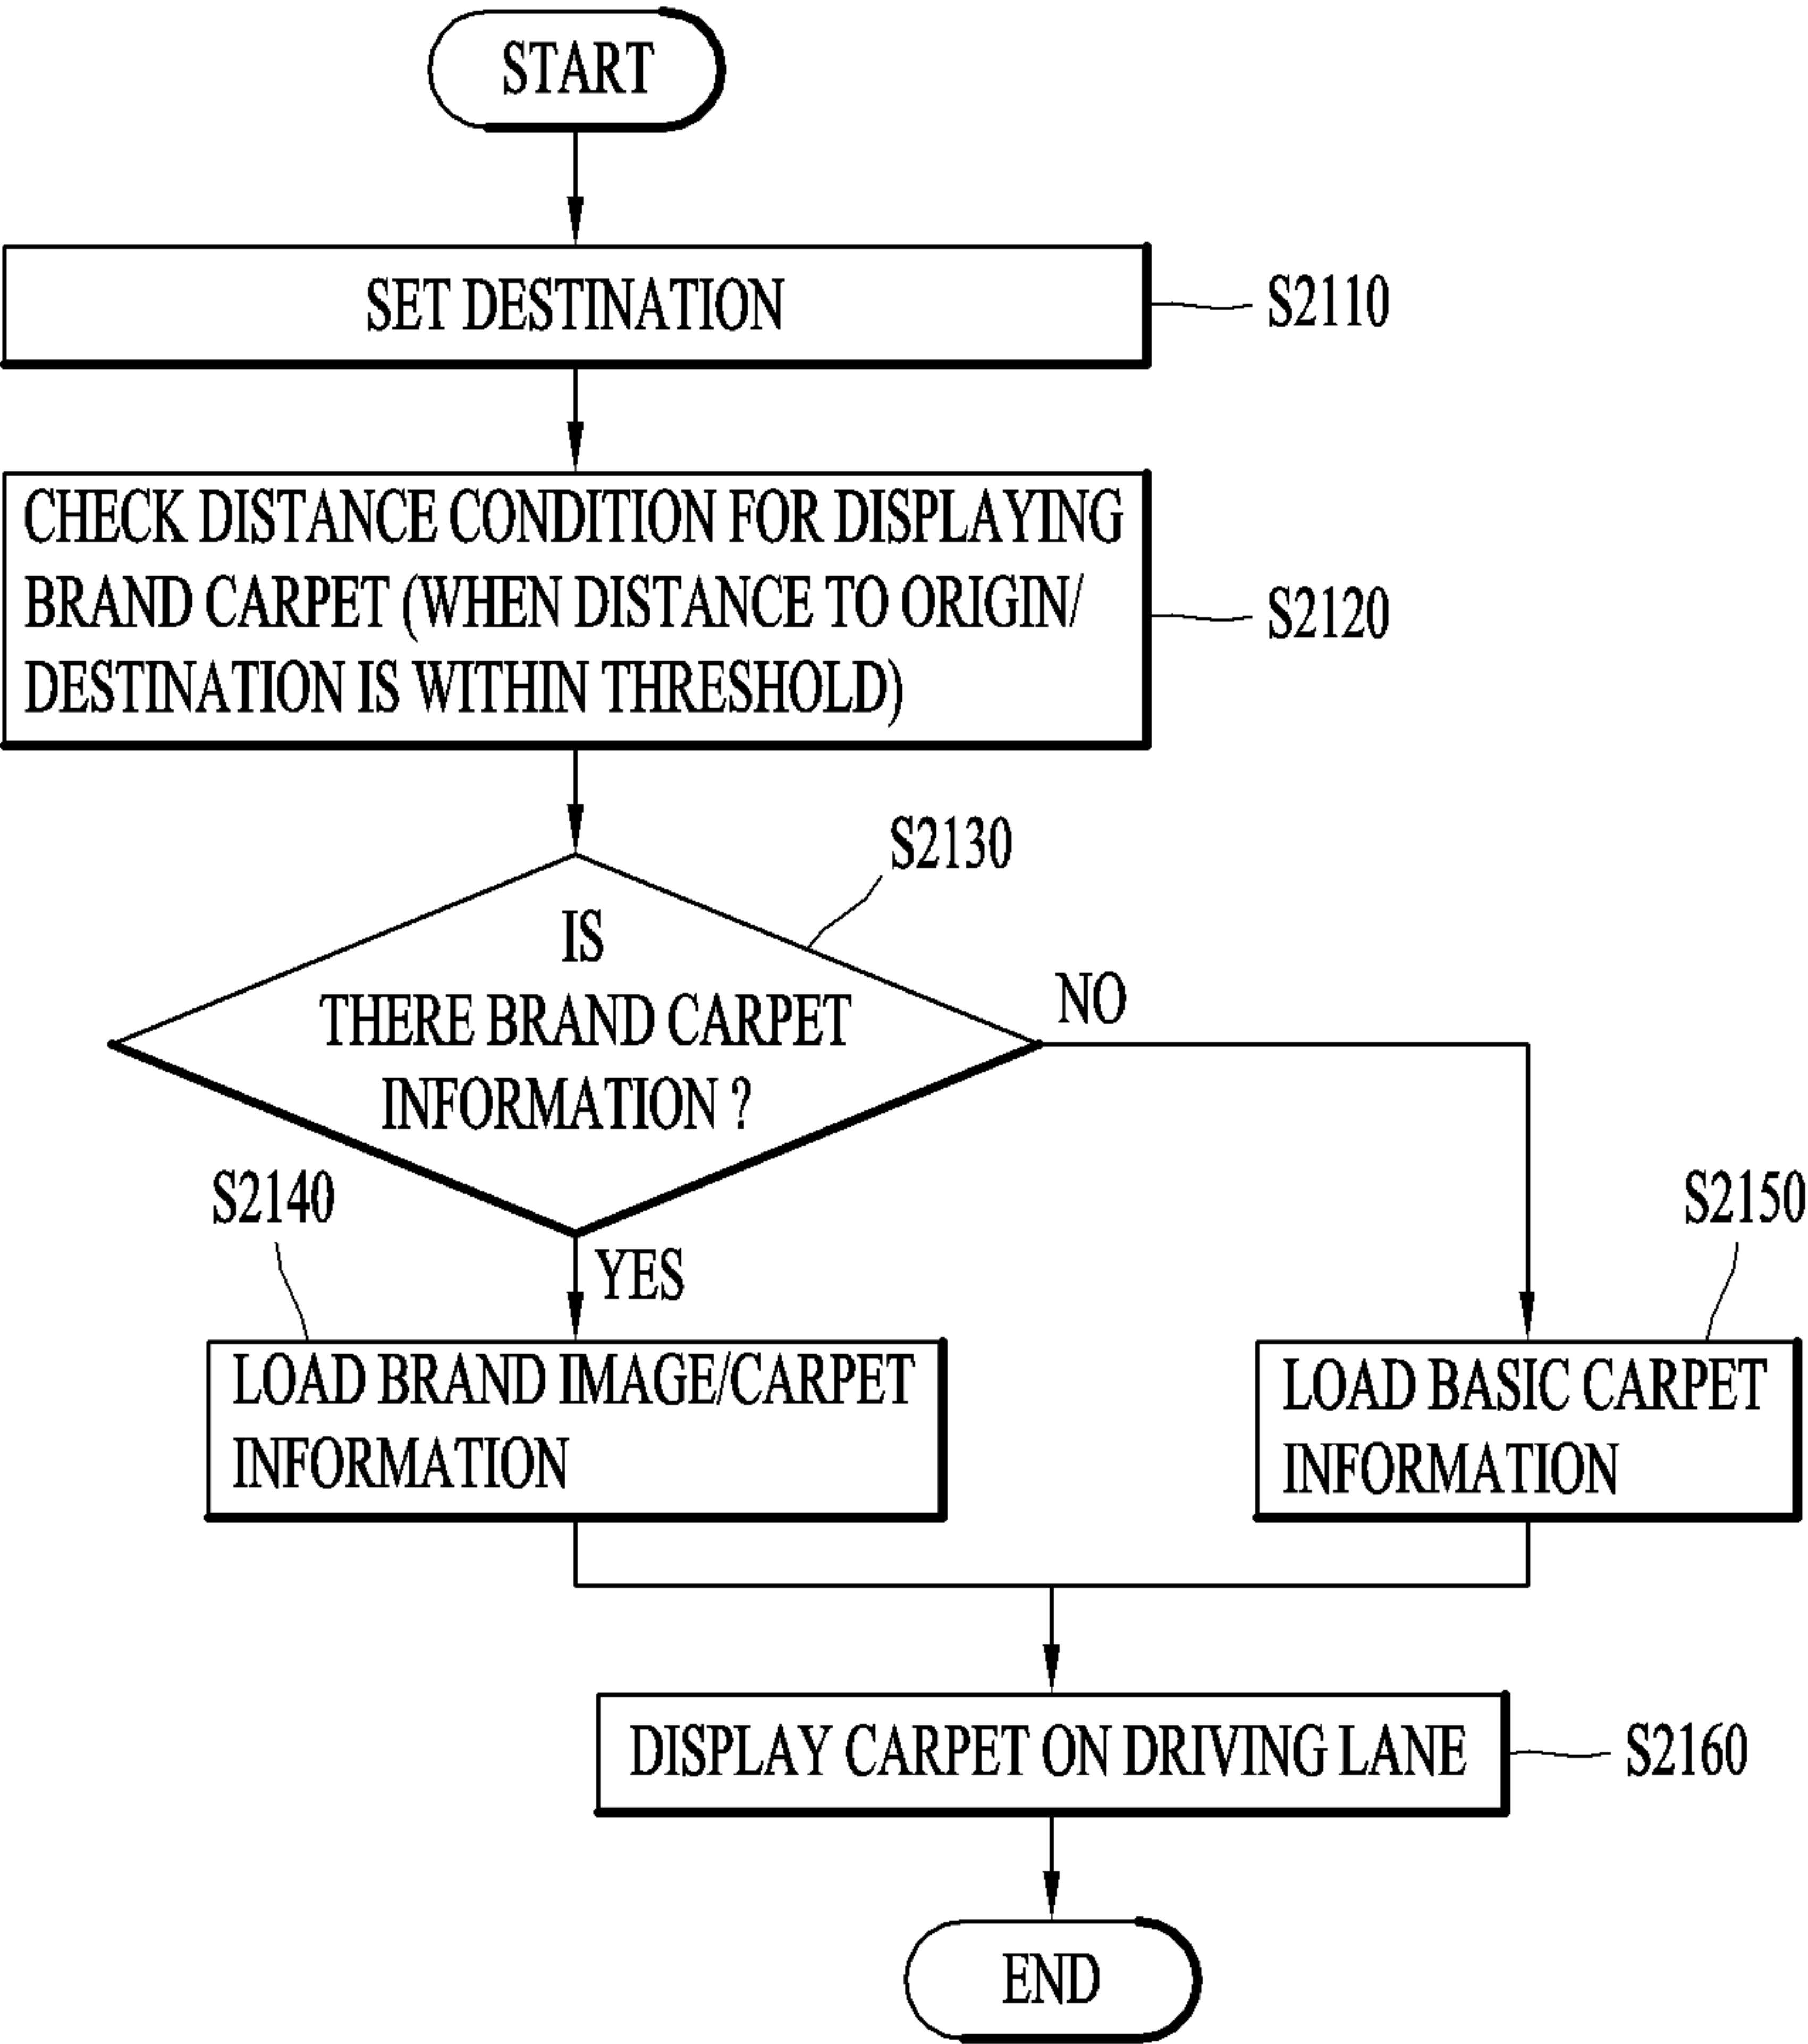 START
SET DESTINATION
S2110
CHECK DISTANCE CONDITION FOR DISPLAYING
BRAND CARPET (WHEN DISTANCE TO ORIGIN/
DESTINATION IS WITHIN THRESHOLD)
S2120
S2130
IS
THERE BRAND CARPET
INFORMATION ?
NO
YES
S2140
LOAD BRAND IMAGE/CARPET
INFORMATION
S2150
LOAD BASIC CARPET
INFORMATION
DISPLAY CARPET ON DRIVING LANE
S2160
END